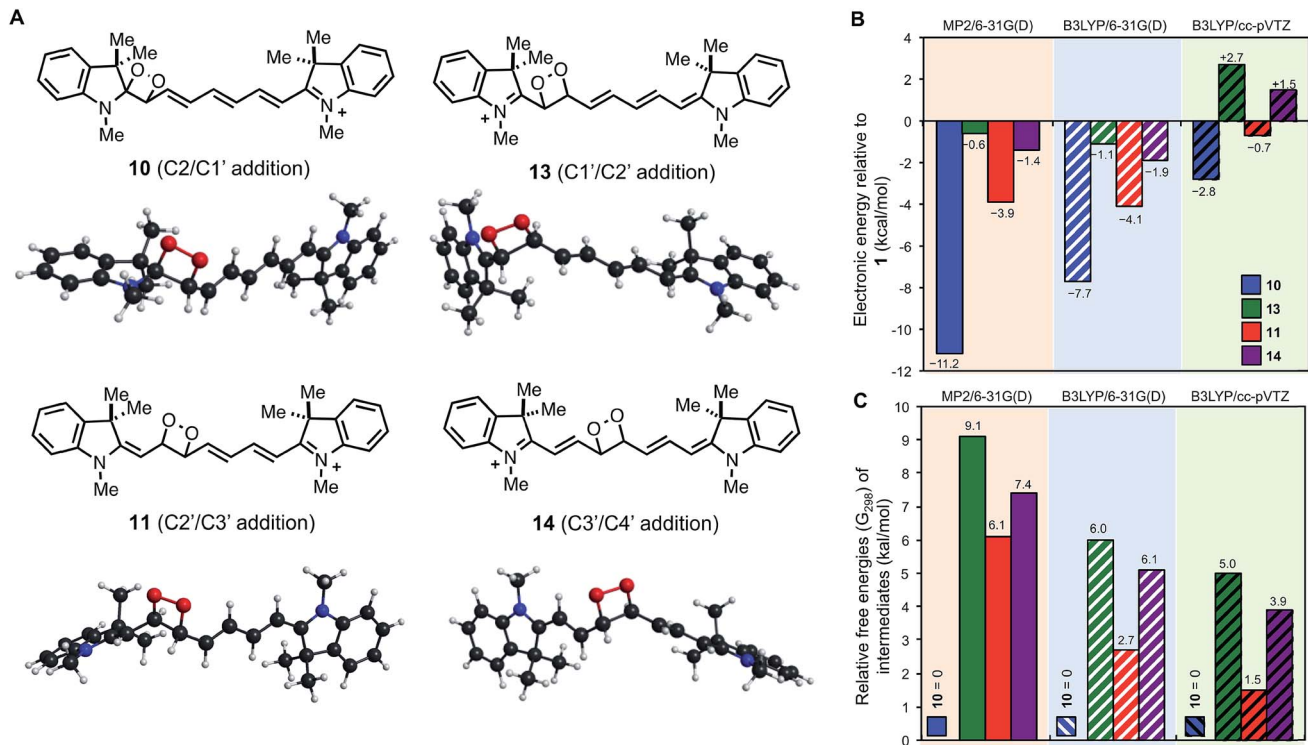 A
Me
Me
O
O
N
Me
Me
Me
N
+
Me
10 (C2/C1' addition)
Me
Me
O
O
N
+
Me
Me
Me
N
Me
13 (C1'/C2' addition)
Me
Me
O
O
N
Me
Me
Me
N
+
Me
11 (C2'/C3' addition)
Me
Me
O
O
N
+
Me
Me
Me
N
Me
14 (C3'/C4' addition)
B
MP2/6-31G(D) B3LYP/6-31G(D) B3LYP/cc-pVTZ
Electronic energy relative to
1 (kcal/mol)
4
2
0
-2
-4
-6
-8
-10
-12
−11.2
−0.6
−3.9
−1.4
−7.7
−1.1
−4.1
−1.9
−2.8
+2.7
−0.7
+1.5
10
13
11
14
C
MP2/6-31G(D) B3LYP/6-31G(D) B3LYP/cc-pVTZ
Relative free energies (G298) of
intermediates (kal/mol)
10
9
8
7
6
5
4
3
2
1
0
10 = 0
9.1
6.1
7.4
10 = 0
6.0
2.7
6.1
10 = 0
5.0
1.5
3.9